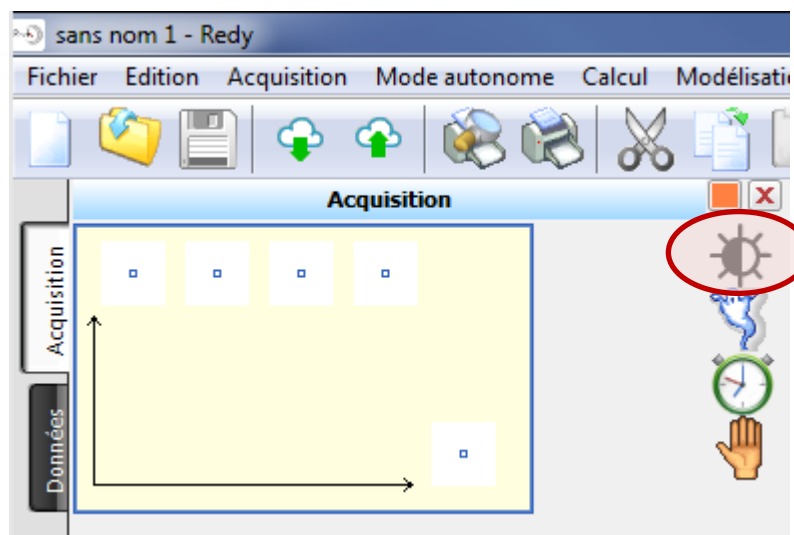 sans nom 1 - Redy
Fichier Edition Acquisition Mode autonome Calcul Modélisati
Acquisition
Acquisition
Données